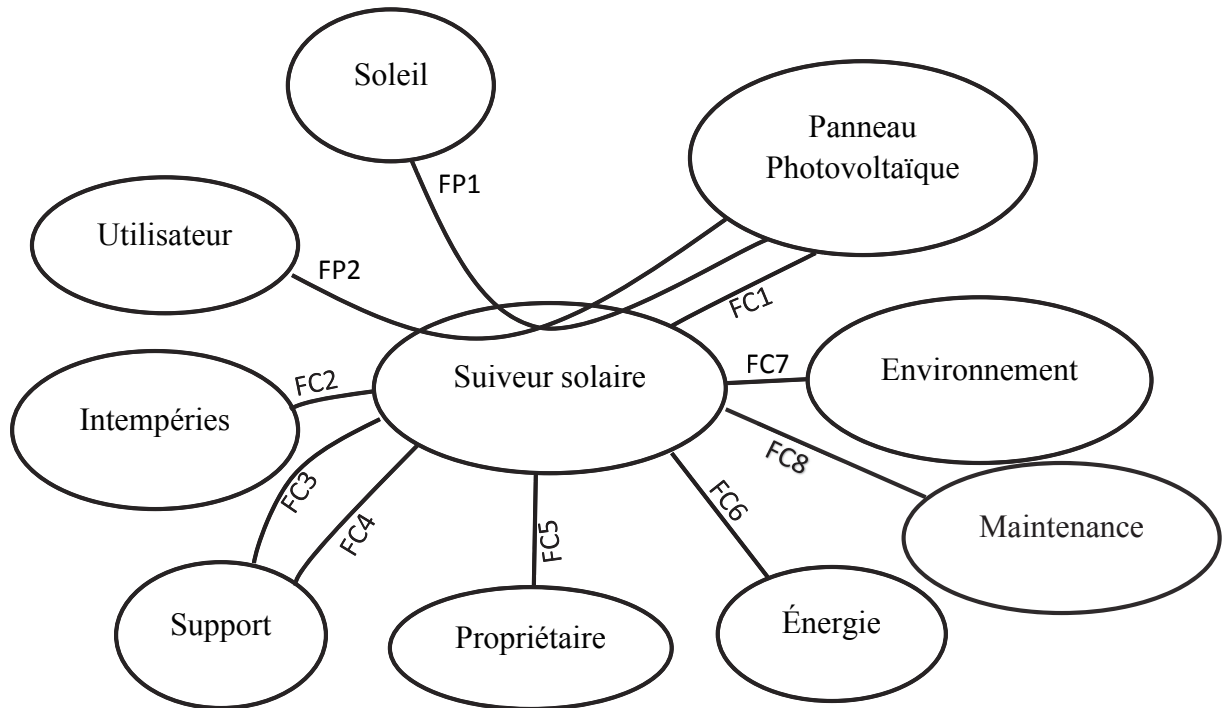 Soleil
Panneau
Photovoltaïque
FP1
Utilisateur
FP2
FC1
Suiveur solaire
FC7
Environnement
FC2
Intempéries
FC8
FC3
FC4
FC6
FC5
Maintenance
Support
Propriétaire
Énergie